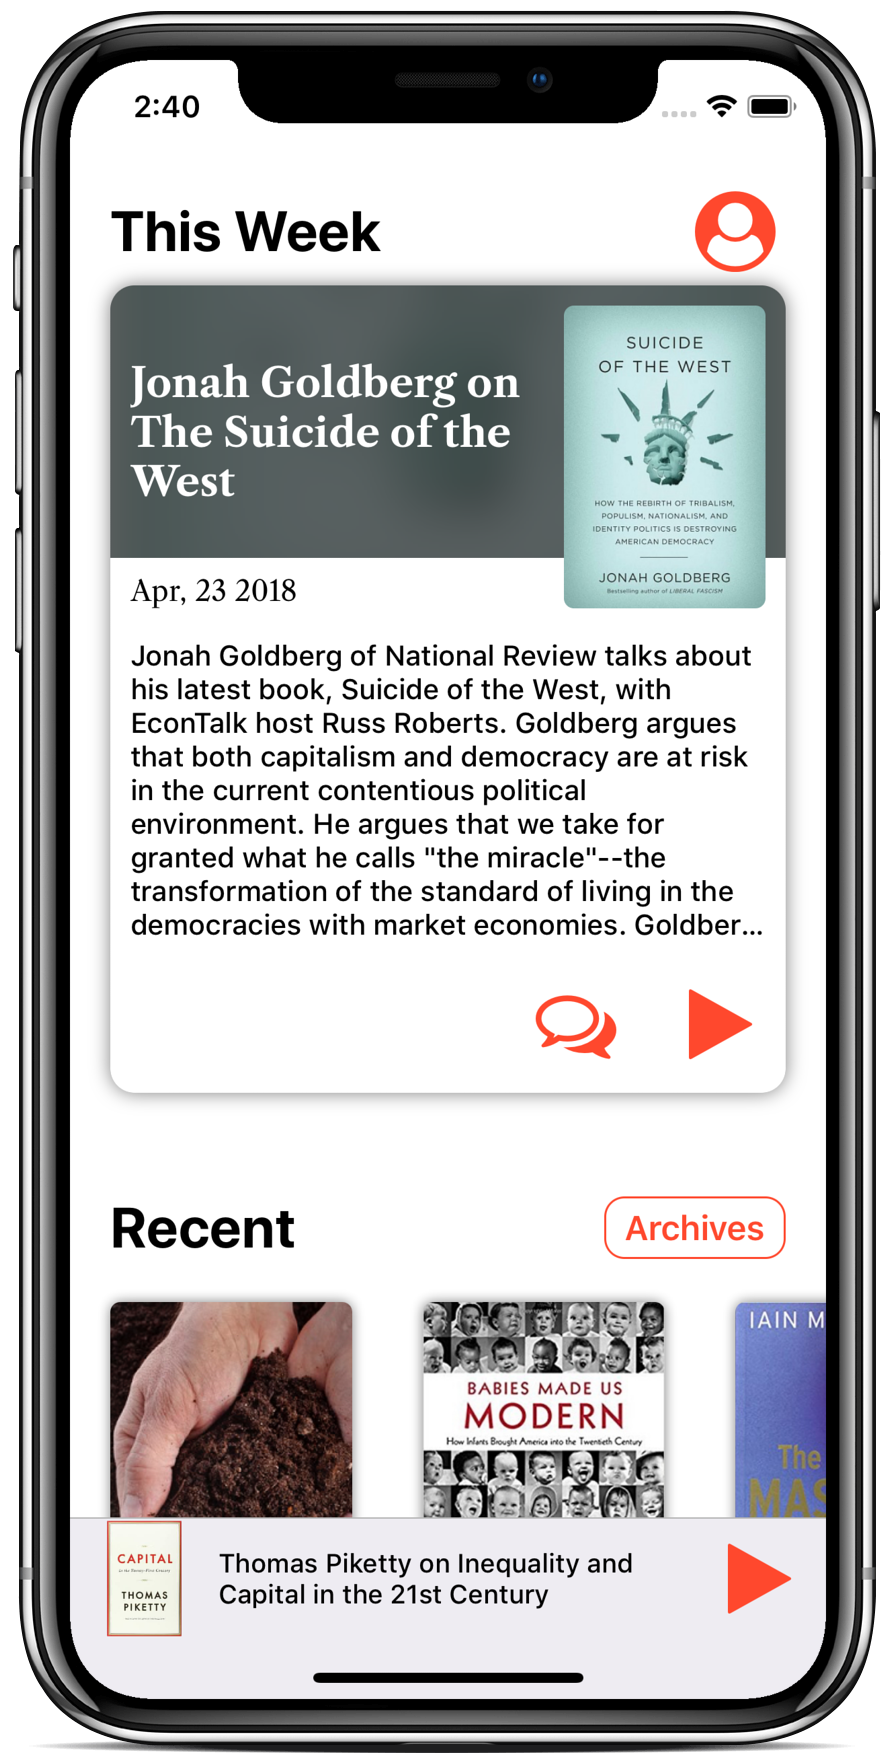 2:40
This Week
Jonah Goldberg on
The Suicide of the
West
SUICIDE
OF THE WEST
HOW THE REBIRTH OF TRIBALISM,
POPULISM, NATIONALISM, AND
IDENTITY POLITICS IS DESTROYING
AMERICAN DEMOCRACY
JONAH GOLDBERG
Bestselling author of LIBERAL FASCISM
Apr, 23 2018
Jonah Goldberg of National Review talks about
his latest book, Suicide of the West, with
EconTalk host Russ Roberts. Goldberg argues
that both capitalism and democracy are at risk
in the current contentious political
environment. He argues that we take for
granted what he calls "the miracle"--the
transformation of the standard of living in the
democracies with market economies. Goldber...
Recent
Archives
BABIES MADE US
MODERN
How Infants Brought America into the Twentieth Century
IAIN M
The
MAS
CAPITAL
in the Twenty-First Century
THOMAS
PIKETTY
Thomas Piketty on Inequality and
Capital in the 21st Century